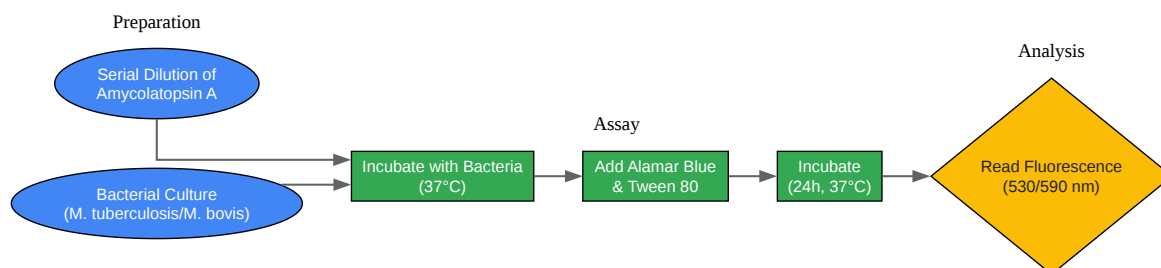 Preparation
Serial Dilution of
Amycolatopsin A
Bacterial Culture
(M. tuberculosis/M. bovis)
Assay
Incubate with Bacteria
(37°C)
Add Alamar Blue
& Tween 80
Incubate
(24h, 37°C)
Analysis
Read Fluorescence
(530/590 nm)